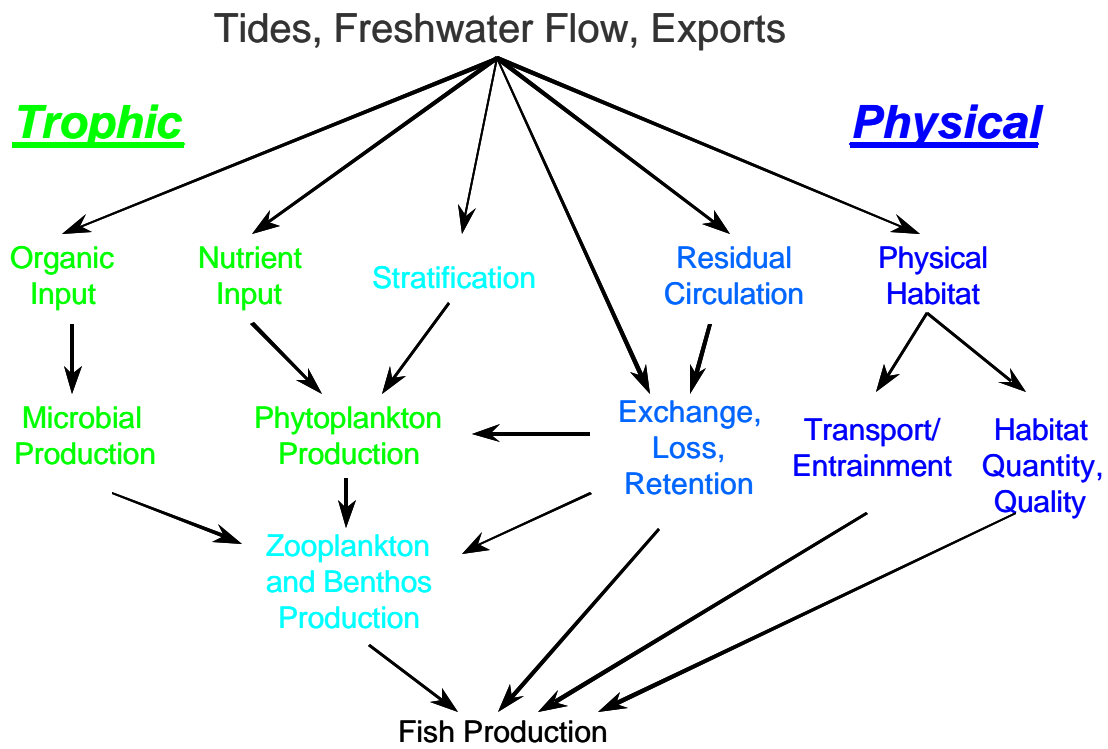 Tides, Freshwater Flow, Exports
Trophic
Physical
Organic
Input
Nutrient
Input
Stratification
Residual
Circulation
Physical
Habitat
Microbial
Production
Phytoplankton
Production
Exchange,
Loss,
Retention
Transport/
Entrainment
Habitat
Quantity,
Quality
Zooplankton
and Benthos
Production
Fish Production